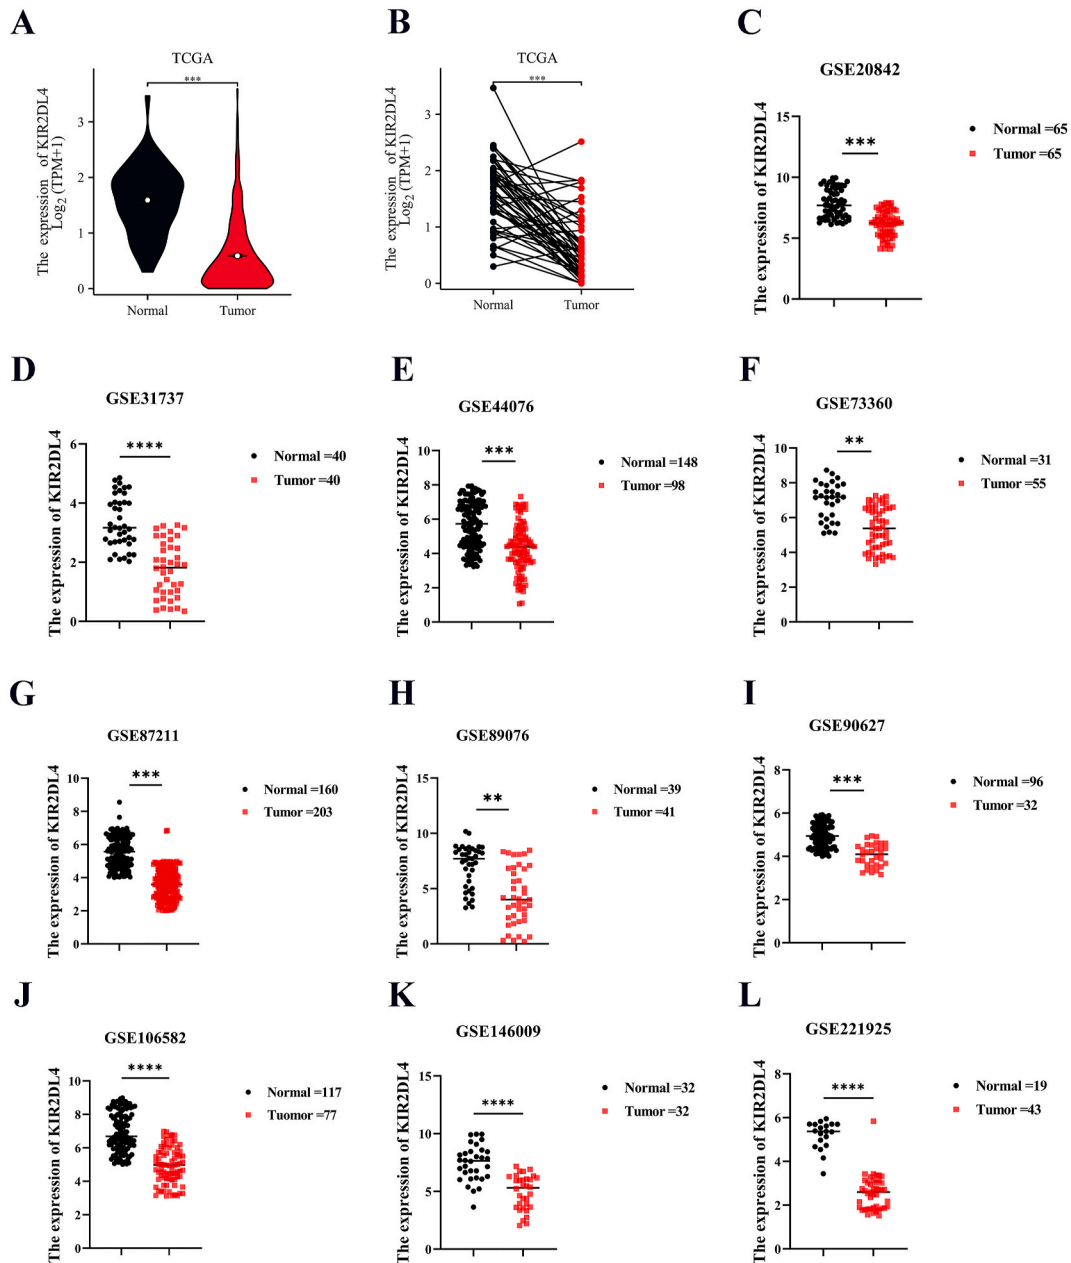 A
TCGA
***
The expression of KIR2DL4
Log2 (TPM+1)
3
2
1
0
Normal
Tumor
B
TCGA
***
The expression of KIR2DL4
Log2 (TPM+1)
3
2
1
0
Normal
Tumor
C
GSE20842
The expression of KIR2DL4
15
10
5
0
***
Normal =65
Tumor =65
D
GSE31737
The expression of KIR2DL4
6
4
2
0
****
Normal =40
Tumor =40
E
GSE44076
The expression of KIR2DL4
10
8
6
4
2
0
***
Normal =148
Tumor =98
F
GSE73360
The expression of KIR2DL4
10
8
6
4
2
0
**
Normal =31
Tumor =55
G
GSE87211
The expression of KIR2DL4
10
8
6
4
2
0
***
Normal =160
Tumor =203
H
GSE89076
The expression of KIR2DL4
15
10
5
0
**
Normal =39
Tumor =41
I
GSE90627
The expression of KIR2DL4
8
6
4
2
0
***
Normal =96
Tumor =32
J
GSE106582
The expression of KIR2DL4
10
8
6
4
2
0
****
Normal =117
Tuomor =77
K
GSE146009
The expression of KIR2DL4
15
10
5
0
****
Normal =32
Tumor =32
L
GSE221925
The expression of KIR2DL4
8
6
4
2
0
****
Normal =19
Tumor =43